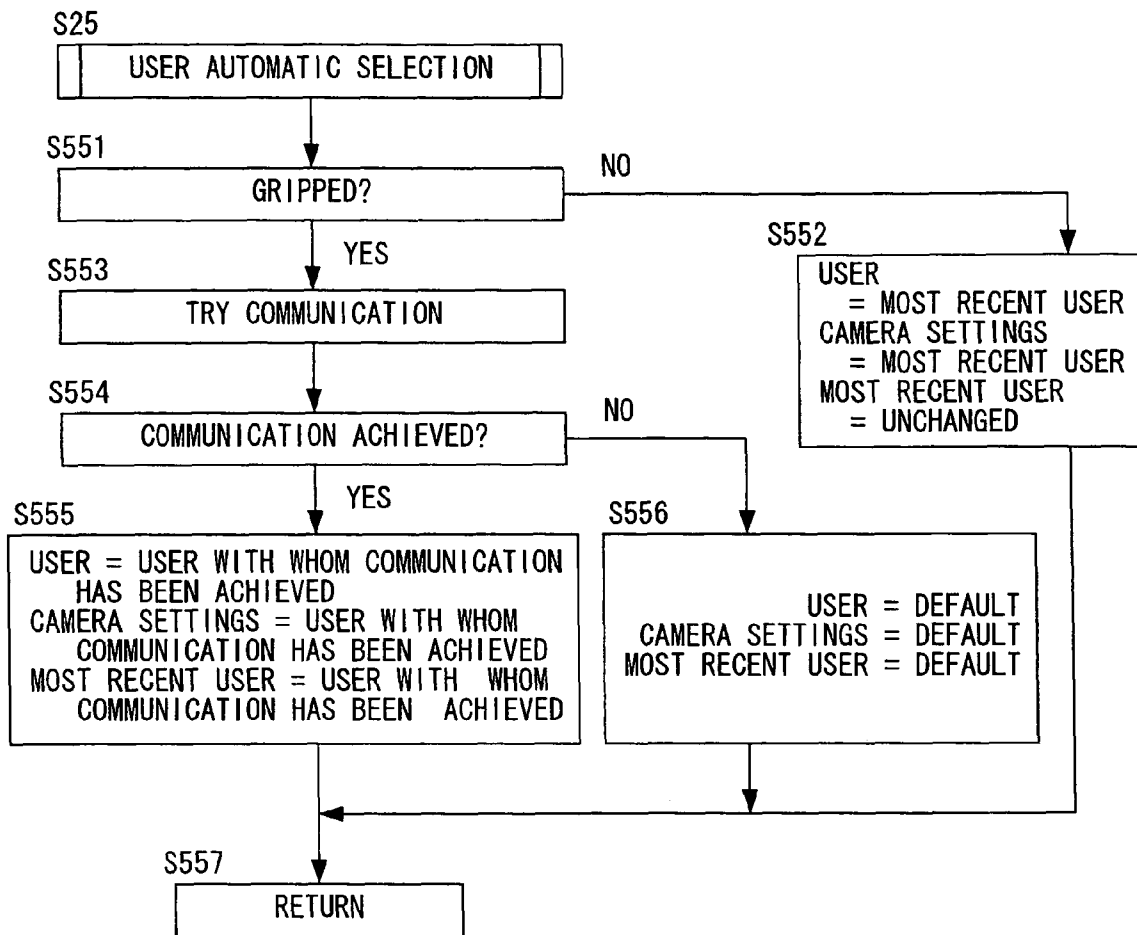 S25
USER AUTOMATIC SELECTION
S551
GRIPPED?
NO
YES
S552
USER
= MOST RECENT USER
CAMERA SETTINGS
= MOST RECENT USER
MOST RECENT USER
= UNCHANGED
S553
TRY COMMUNICATION
S554
COMMUNICATION ACHIEVED?
NO
YES
S555
USER = USER WITH WHOM COMMUNICATION
HAS BEEN ACHIEVED
CAMERA SETTINGS = USER WITH WHOM
COMMUNICATION HAS BEEN ACHIEVED
MOST RECENT USER = USER WITH WHOM
COMMUNICATION HAS BEEN ACHIEVED
S556
USER = DEFAULT
CAMERA SETTINGS = DEFAULT
MOST RECENT USER = DEFAULT
S557
RETURN